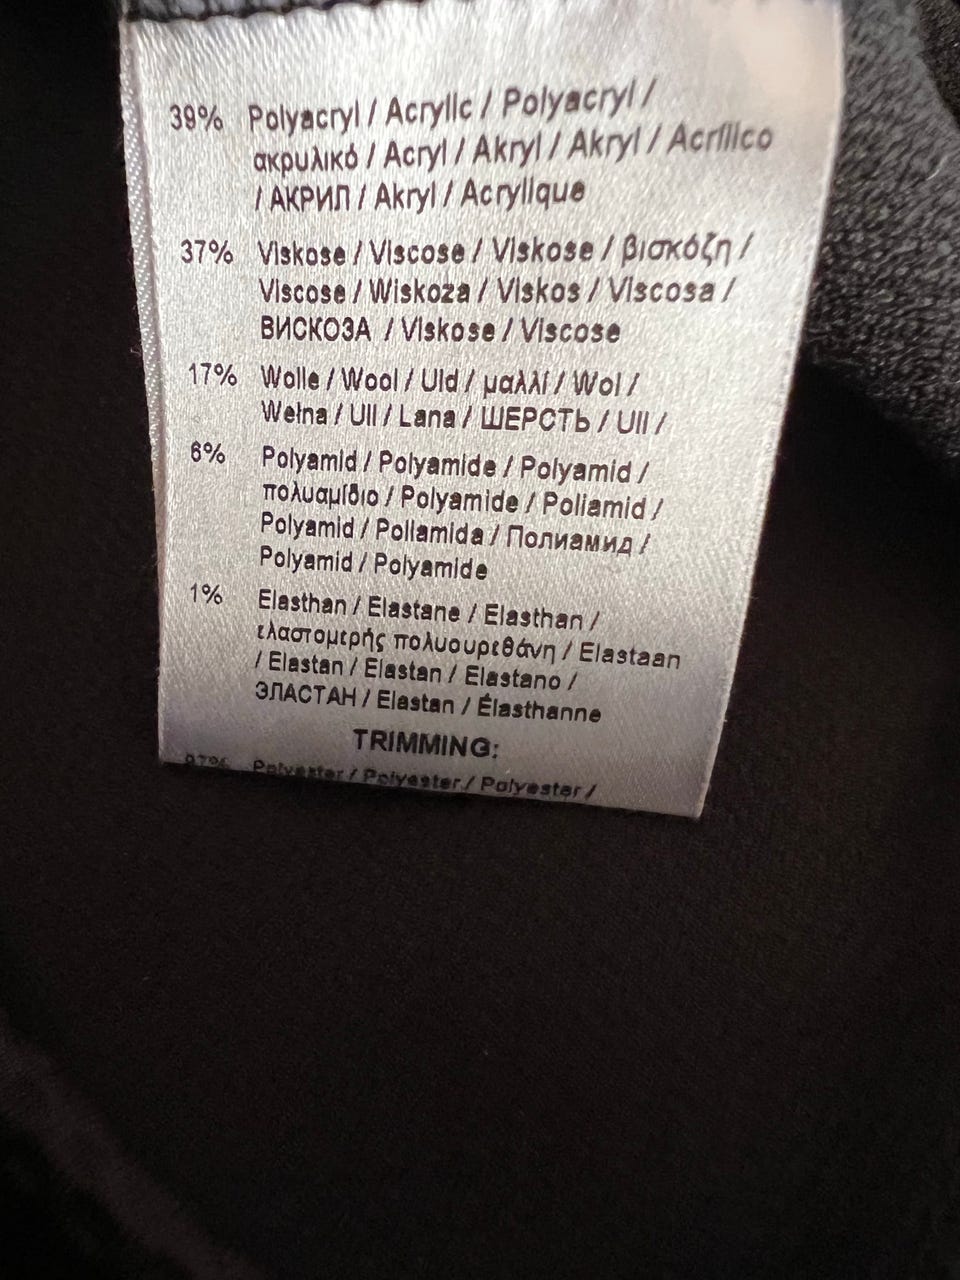 39% Polyacryl / Acrylic / Polyacryl /
ακρυλικό / Acryl / Akryl / Akryl / Acrílico
/ АКРИЛ / Akryl / Acrylique
37% Viskose / Viscose / Viskose / βισκόζη /
Viscose / Wiskoza / Viskos / Viscosa /
ВИСКОЗА / Viskose / Viscose
17% Wolle / Wool / Uld / μαλλί / Wol /
Wełna / Ull / Lana / ШЕРСТЬ / Ull /
6% Polyamid / Polyamide / Polyamid /
πολυαμίδιο / Polyamide / Poliamid /
Polyamid / Poliamida / Полиамид /
Polyamid / Polyamide
1% Elasthan / Elastane / Elasthan /
ελαστομερής πολυουρεθάνη / Elastaan
/ Elastan / Elastan / Elastano /
ЭЛАСТАН / Elastan / Élasthanne
TRIMMING:
Polyester / Polyester / Polyester /